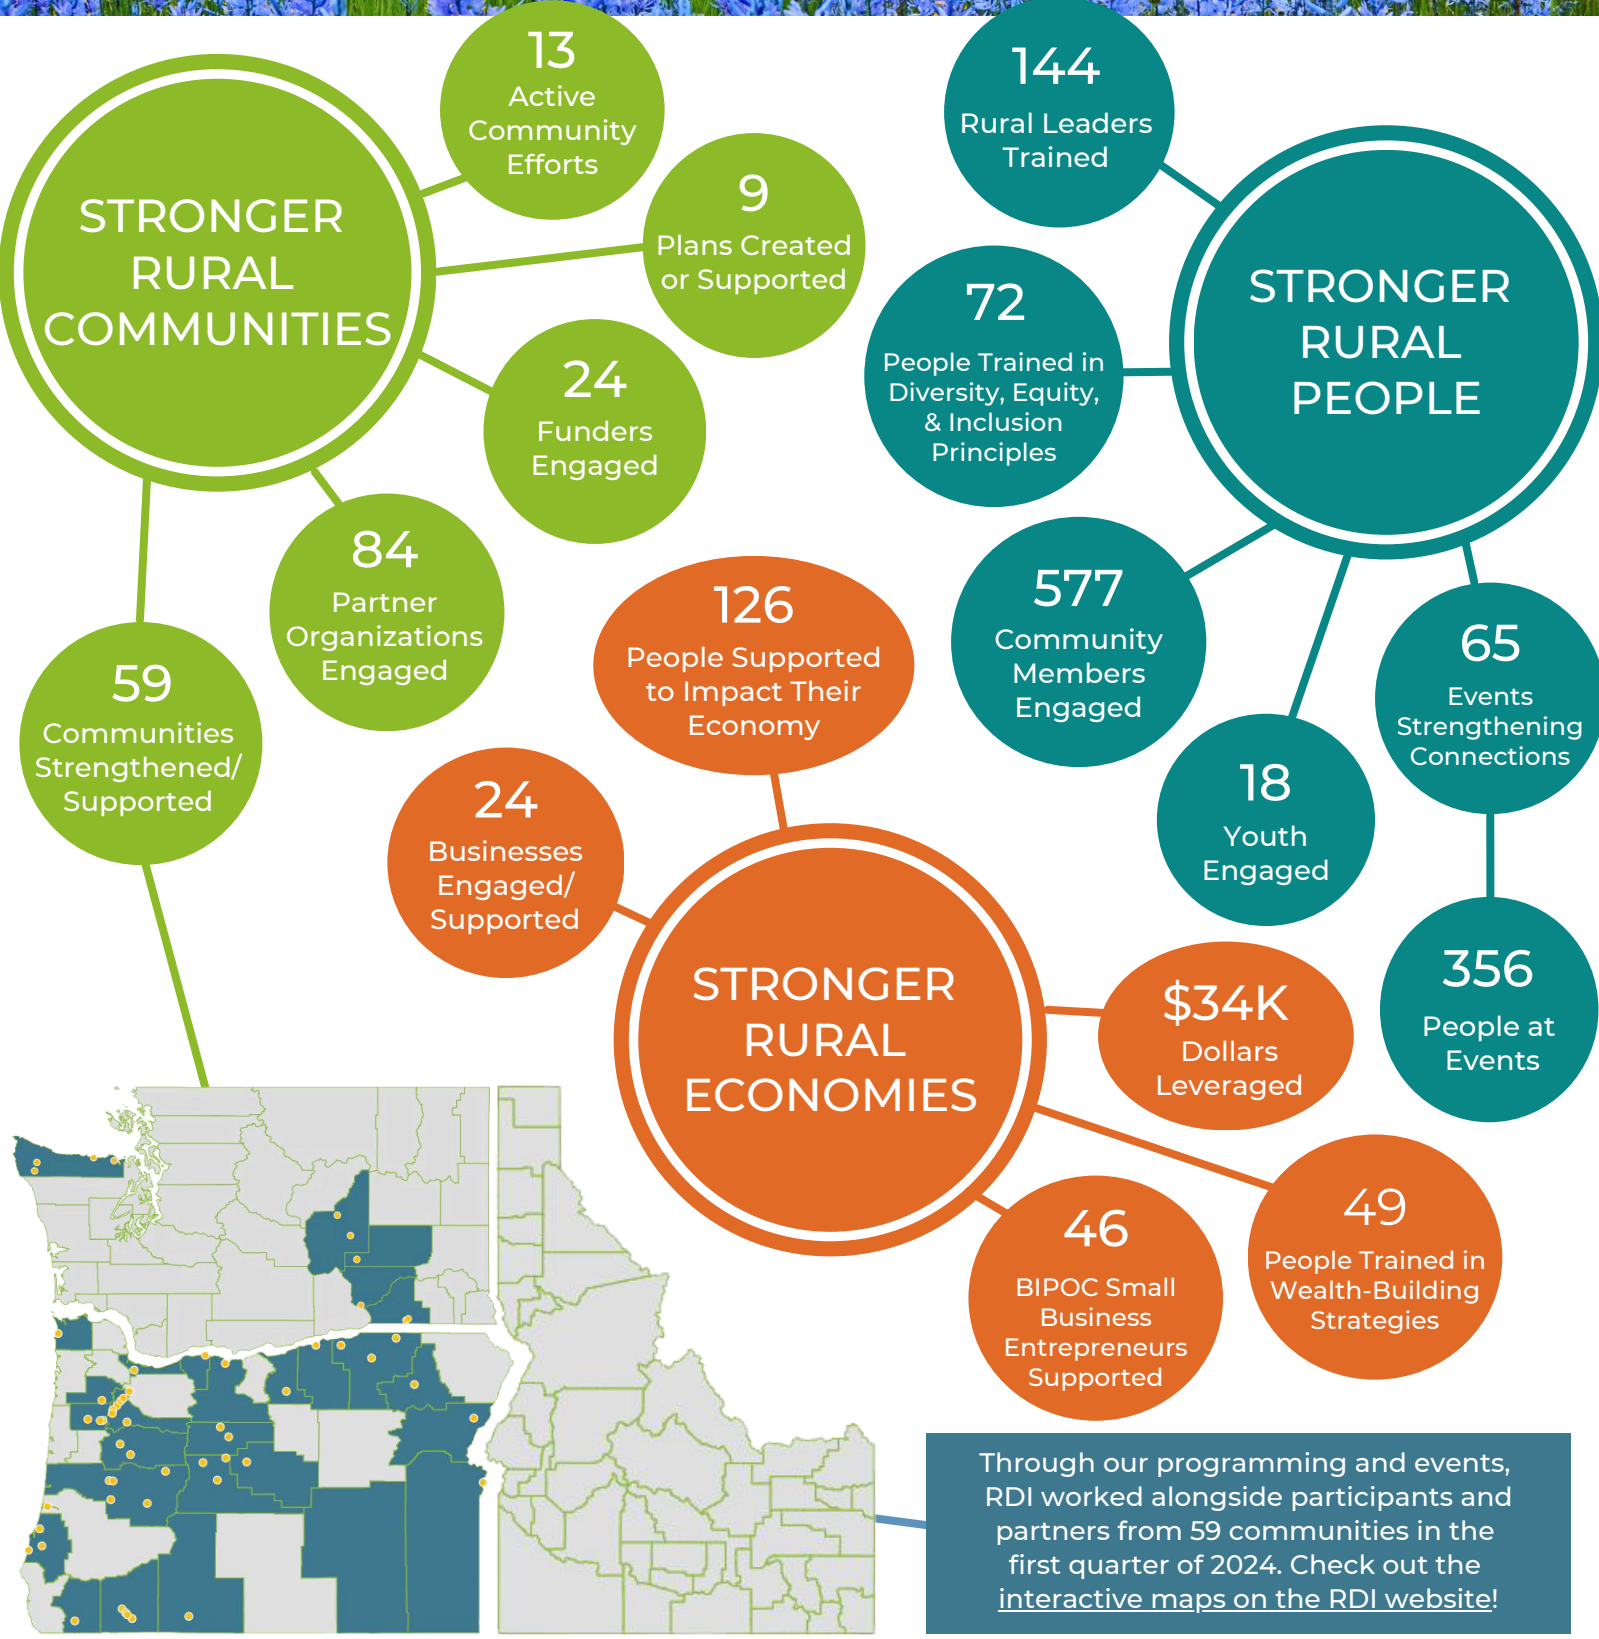 STRONGER
RURAL
COMMUNITIES
13
Active
Community
Efforts
9
Plans Created
or Supported
24
Funders
Engaged
84
Partner
Organizations
Engaged
59
Communities
Strengthened/
Supported
144
Rural Leaders
Trained
STRONGER
RURAL
PEOPLE
72
People Trained in
Diversity, Equity,
& Inclusion
Principles
577
Community
Members
Engaged
18
Youth
Engaged
65
Events
Strengthening
Connections
356
People at
Events
126
People Supported
to Impact Their
Economy
24
Businesses
Engaged/
Supported
STRONGER
RURAL
ECONOMIES
$34K
Dollars
Leveraged
49
People Trained in
Wealth-Building
Strategies
46
BIPOC Small
Business
Entrepreneurs
Supported
Through our programming and events,
RDI worked alongside participants and
partners from 59 communities in the
first quarter of 2024. Check out the
interactive maps on the RDI website!